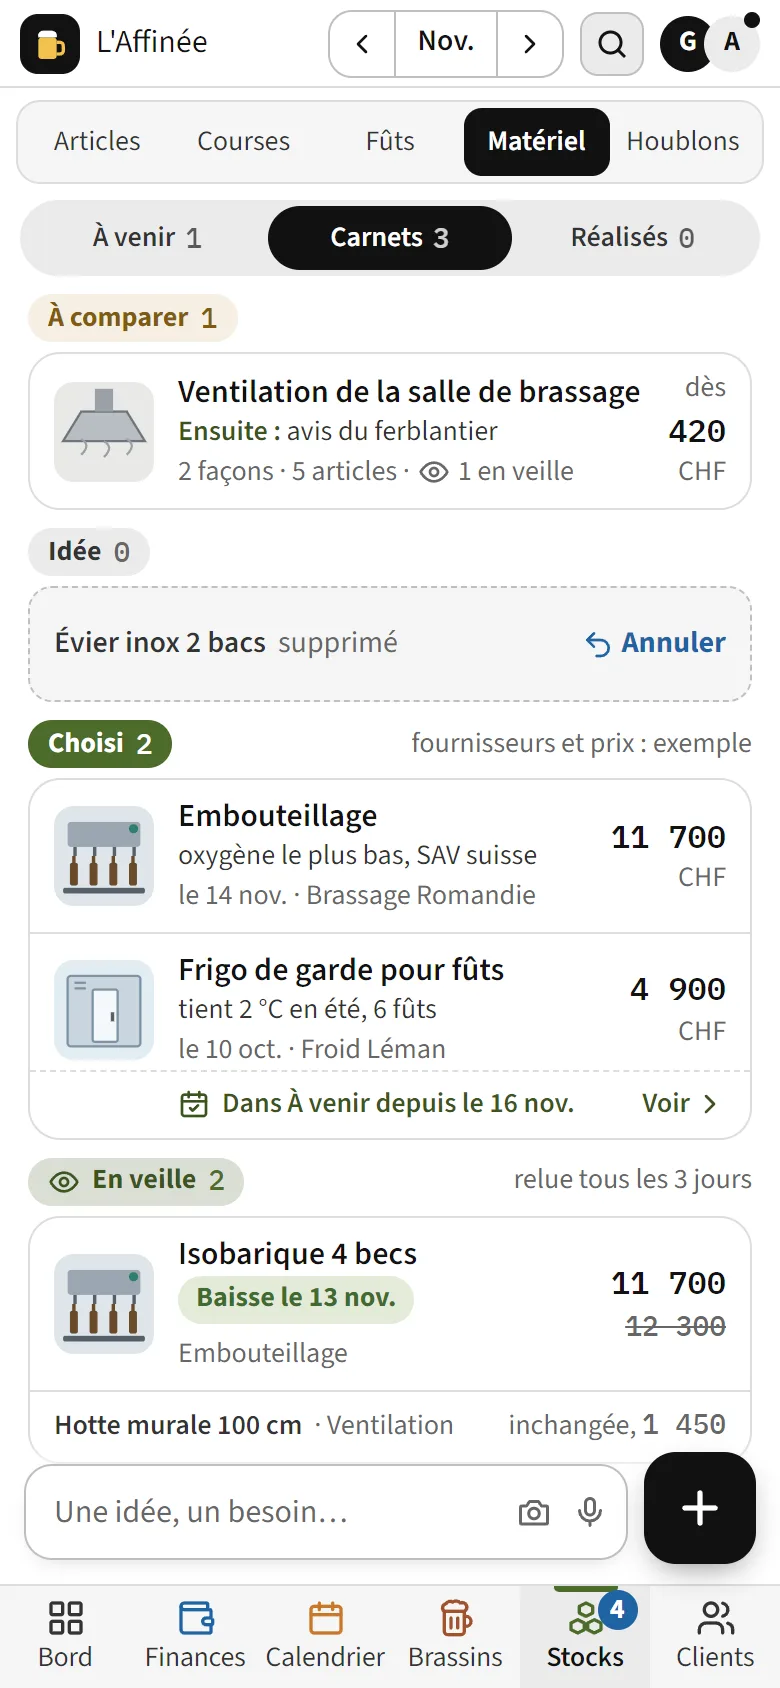 L'Affinée
Nov.
G
A
Articles
Courses
Fûts
Matériel
Houblons
À venir 1
Carnets 3
Réalisés 0
À comparer 1
Ventilation de la salle de brassage
Ensuite : avis du ferblantier
2 façons · 5 articles · 1 en veille
dès
420
CHF
Idée 0
Évier inox 2 bacs supprimé
Annuler
Choisi 2
fournisseurs et prix : exemple
Embouteillage
oxygène le plus bas, SAV suisse
le 14 nov. · Brassage Romandie
11 700
CHF
Frigo de garde pour fûts
tient 2 °C en été, 6 fûts
le 10 oct. · Froid Léman
4 900
CHF
Dans À venir depuis le 16 nov.
Voir
En veille 2
relue tous les 3 jours
Isobarique 4 becs
Baisse le 13 nov.
Embouteillage
11 700
12 300
Hotte murale 100 cm · Ventilation
inchangée, 1 450
Une idée, un besoin...
Bord
Finances
Calendrier
Brassins
Stocks
4
Clients